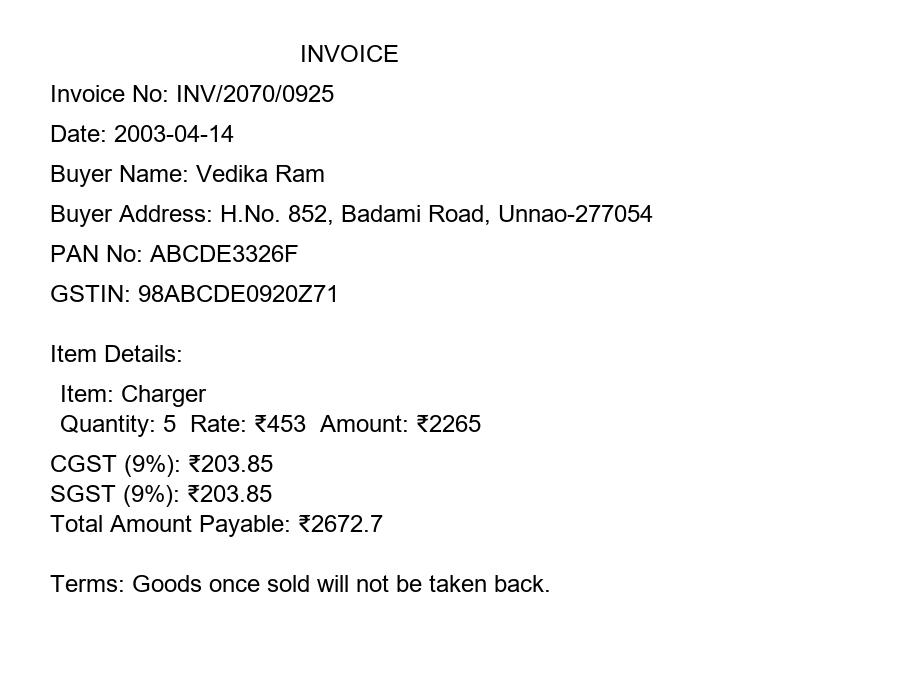 INVOICE
Invoice No: INV/2070/0925
Date: 2003-04-14
Buyer Name: Vedika Ram
Buyer Address: H.No. 852, Badami Road, Unnao-277054
PAN No: ABCDE3326F
GSTIN: 98ABCDE0920Z71
Item Details:
Item: Charger
Quantity: 5  Rate: ₹453  Amount: ₹2265
CGST (9%): ₹203.85
SGST (9%): ₹203.85
Total Amount Payable: ₹2672.7
Terms: Goods once sold will not be taken back.